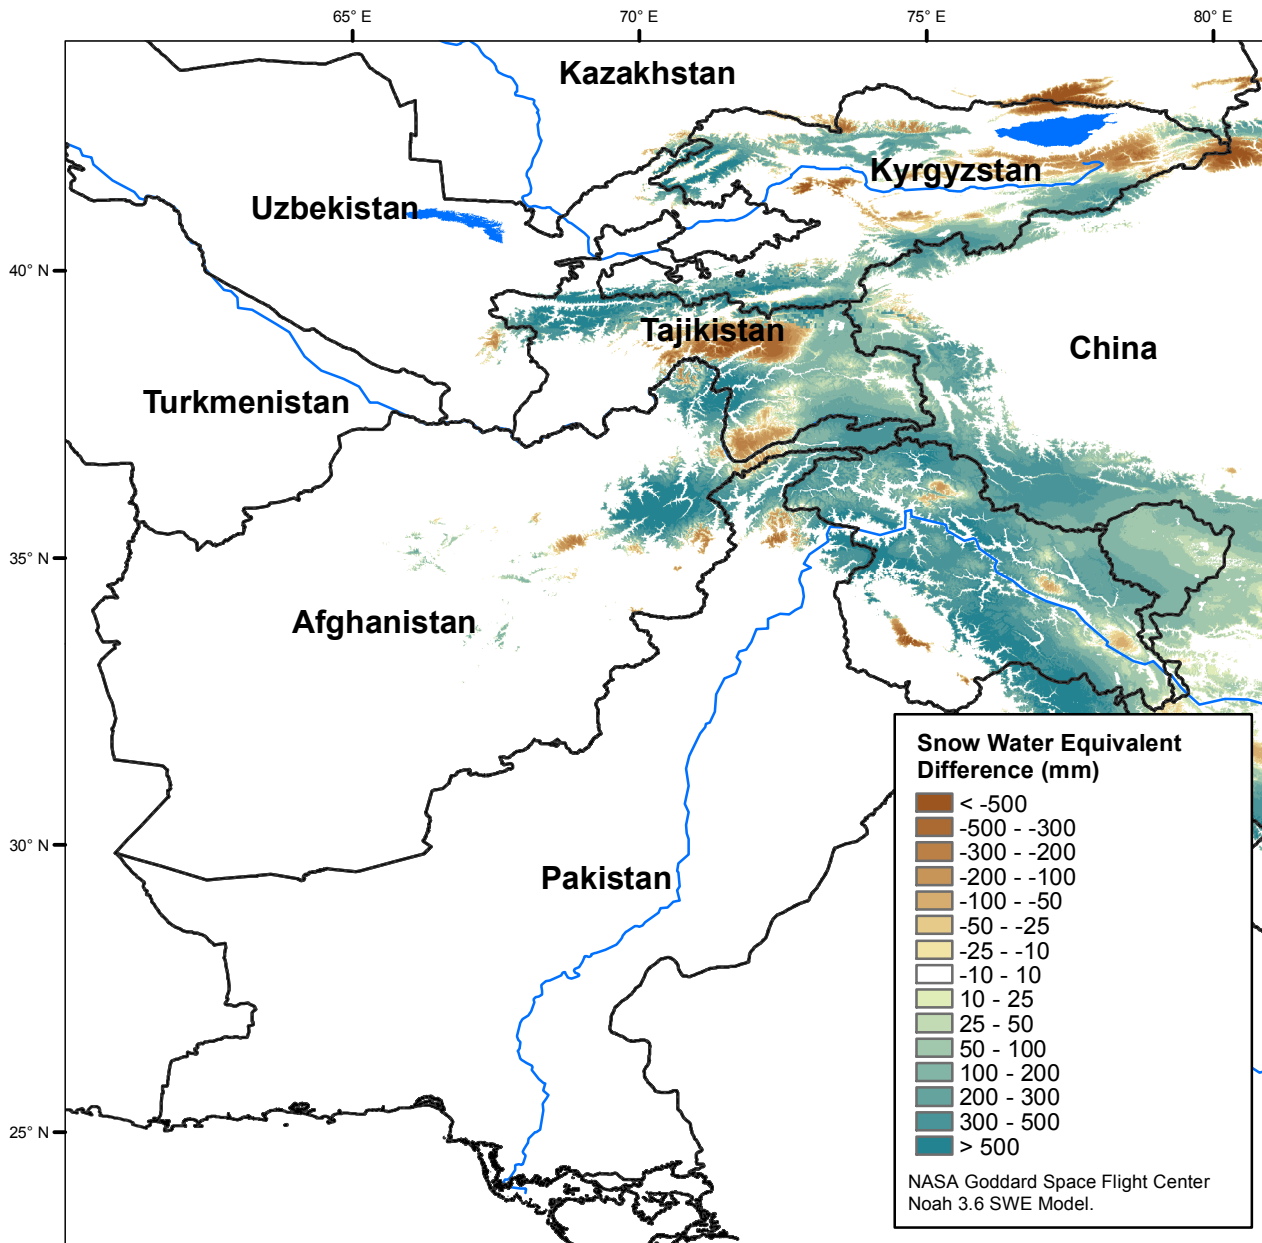 65° E
70° E
75° E
80° E
Kazakhstan
Kyrgyzstan
Uzbekistan
40° N
Tajikistan
China
Turkmenistan
35° N
Afghanistan
30° N
Pakistan
25° N
Snow Water Equivalent
Difference (mm)
< -500
-500 - -300
-300 - -200
-200 - -100
-100 - -50
-50 - -25
-25 - -10
-10 - 10
10 - 25
25 - 50
50 - 100
100 - 200
200 - 300
300 - 500
> 500
NASA Goddard Space Flight Center
Noah 3.6 SWE Model.